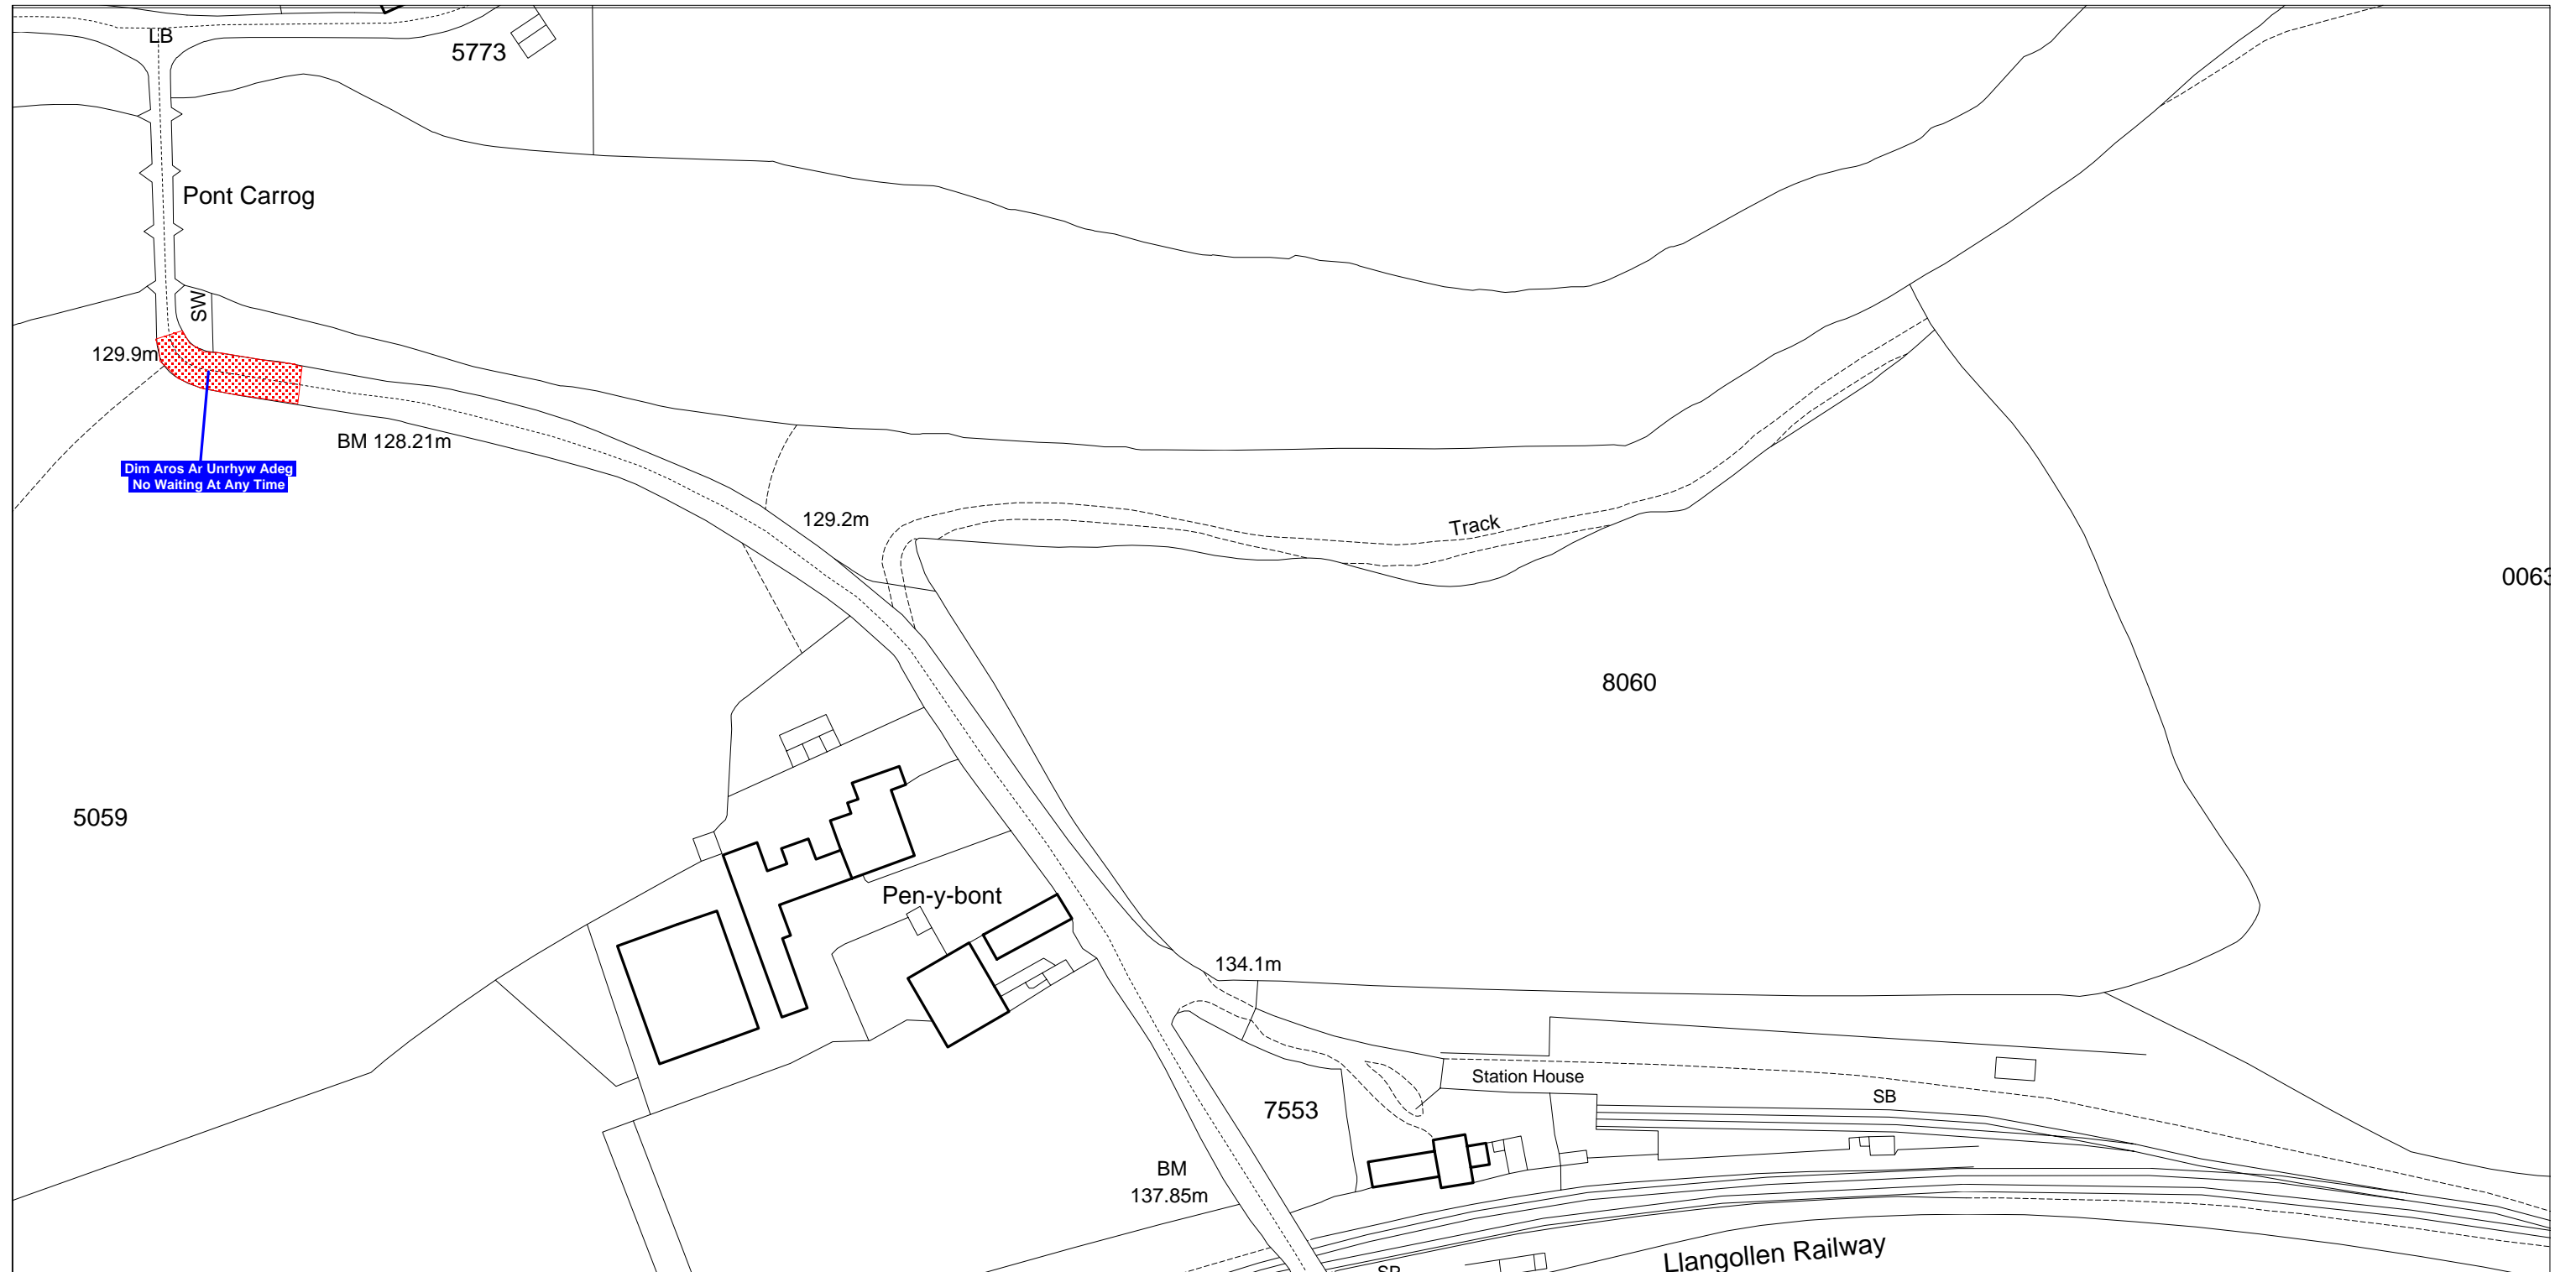 LB
5773
Pont Carrog
SW
129.9m
BM 128.21m
Dim Aros Ar Unrhyw Adeg
No Waiting At Any Time
129.2m
Track
0063
8060
5059
Pen-y-bont
134.1m
Station House
SB
7553
BM
137.85m
Llangollen Railway